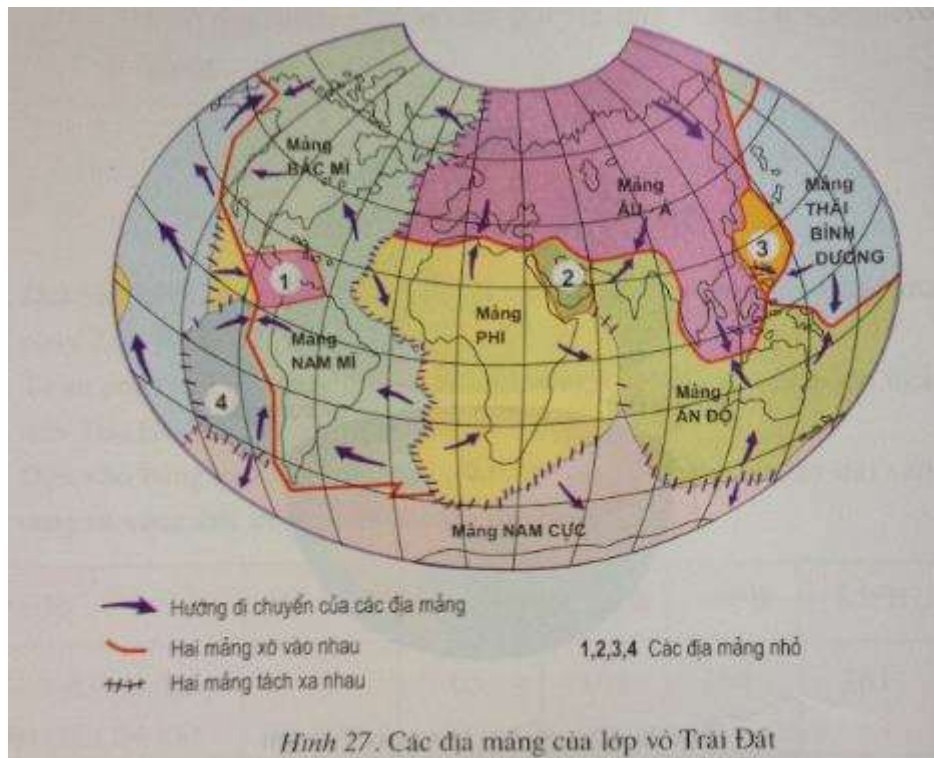 Mảng
BẮC MĨ
Mảng
ÂU - Á
Mảng
THÁI
BÌNH
DƯƠNG
3
1
2
Mảng
PHI
Mảng
NAM MĨ
4
Mảng
ẤN ĐỘ
Mảng NAM CỰC
Hướng di chuyển của các địa mảng
Hai mảng xô vào nhau
1,2,3,4 Các địa mảng nhỏ
Hai mảng tách xa nhau
Hình 27. Các địa mảng của lớp vỏ Trái Đất